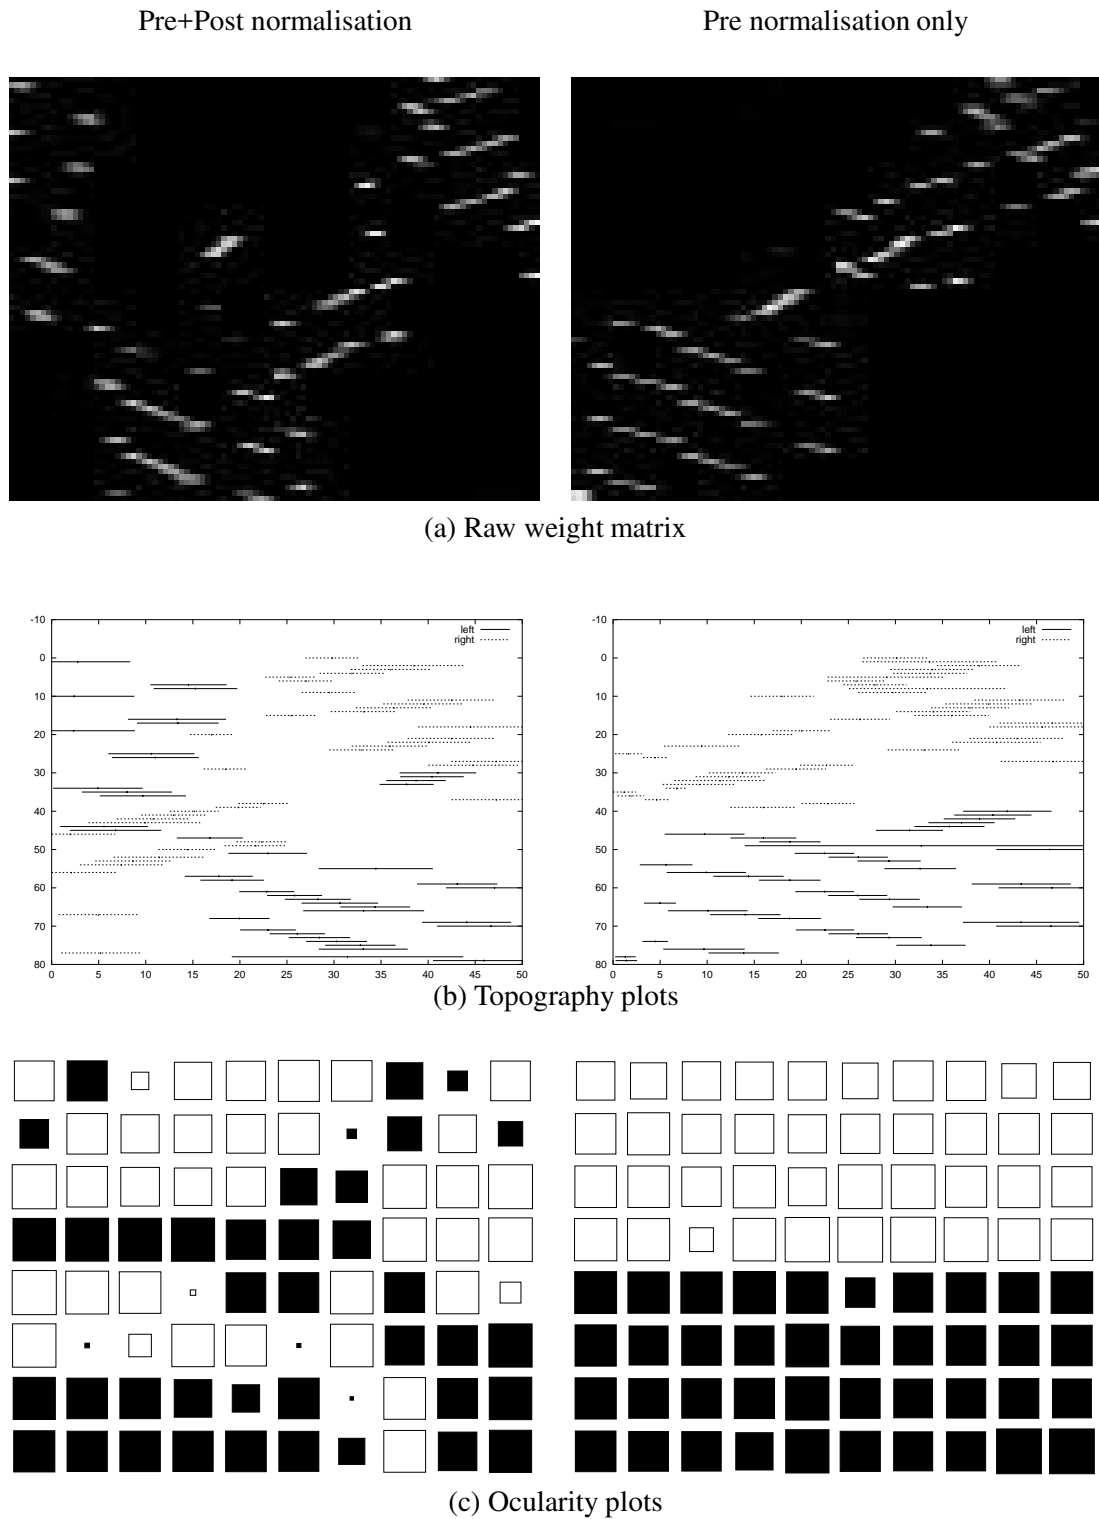 Pre+Post normalisation
Pre normalisation only
(a) Raw weight matrix
-10
0
10
20
30
40
50
60
70
80
0 5 10 15 20 25 30 35 40 45 50
left
right
-10
0
10
20
30
40
50
60
70
80
0 5 10 15 20 25 30 35 40 45 50
left
right
(b) Topography plots
(c) Ocularity plots